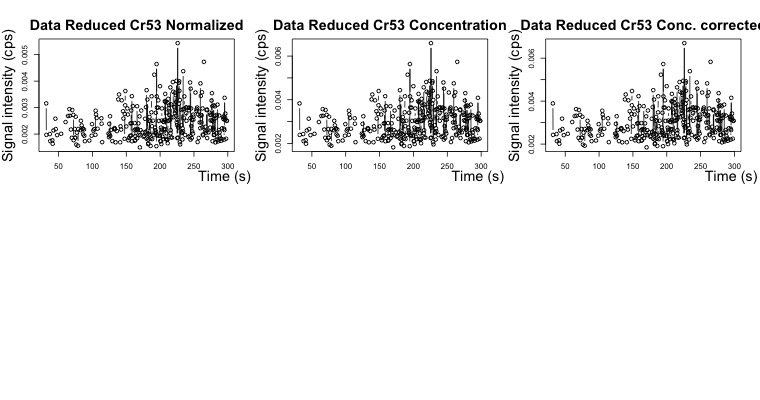 Data Reduced Cr53 Normalized
Signal intensity (cps)
0.005
0.004
0.003
0.002
50 100 150 200 250 300
Time (s)
Data Reduced Cr53 Concentration
Signal intensity (cps)
0.006
0.004
0.002
50 100 150 200 250 300
Time (s)
Data Reduced Cr53 Conc. corrected
Signal intensity (cps)
0.006
0.004
0.002
50 100 150 200 250 300
Time (s)